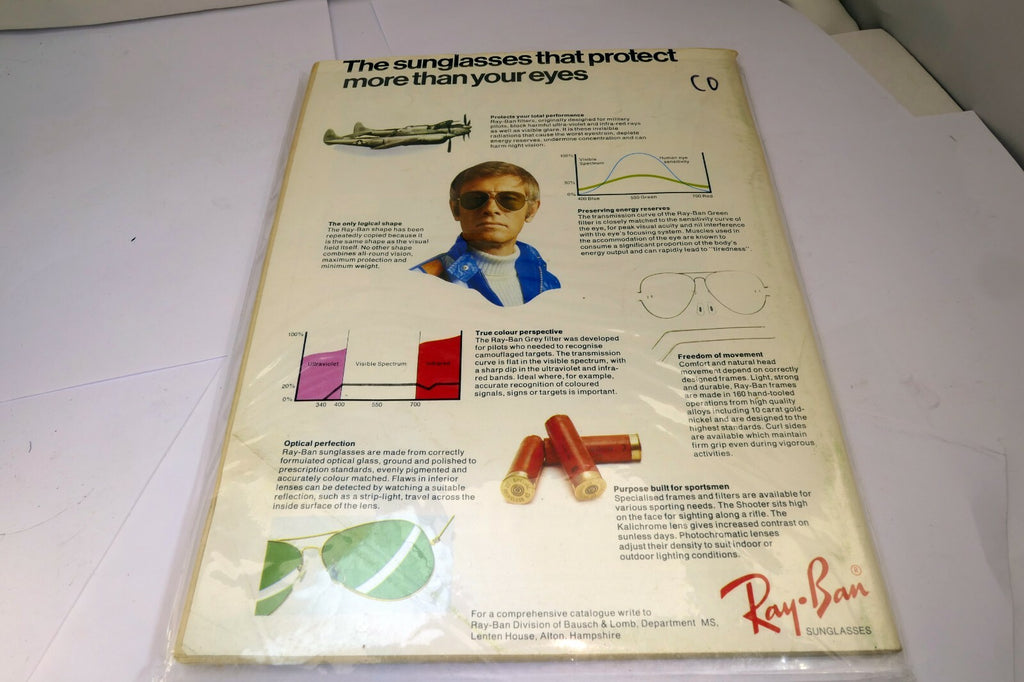 The sunglasses that protect
more than your eyes
CO
Protects your total performance
Ray-Ban filters, originally designed for military
pilots, block harmful ultra-violet and infra-red rays
as well as visible glare. It is these invisible
radiations that cause the worst eyestrain, deplete
energy reserves, undermine concentration and can
harm night vision.
100%
Visible
Spectrum
Human eye
sensitivity
50%
0%
400 Blue
550 Green
700 Red
Preserving energy reserves
The transmission curve of the Ray-Ban Green
filter is closely matched to the sensitivity curve of
the eye, for peak visual acuity and nil interference
with the eye's focusing system. Muscles used in
the accommodation of the eye are known to
consume a significant proportion of the body's
energy output and can rapidly lead to "tiredness".
The only logical shape
The Ray-Ban shape has been
repeatedly copied because it
is the same shape as the visual
field itself. No other shape
combines all-round vision,
maximum protection and
minimum weight.
100%
Ultraviolet
Visible Spectrum
Infrared
20%
0%
340
400
550
700
True colour perspective
The Ray-Ban Grey filter was developed
for pilots who needed to recognise
camouflaged targets. The transmission
curve is flat in the visible spectrum, with
a sharp dip in the ultraviolet and infra-
red bands. Ideal where, for example,
accurate recognition of coloured
signals, signs or targets is important.
Freedom of movement
Comfort and natural head
movement depend on correctly
designed frames. Light, strong
and durable, Ray-Ban frames
are made in 160 hand-tooled
operations from high quality
alloys including 10 carat gold-
nickel and are designed to the
highest standards. Curl sides
are available which maintain
firm grip even during vigorous
activities.
Optical perfection
Ray-Ban sunglasses are made from correctly
formulated optical glass, ground and polished to
prescription standards, evenly pigmented and
accurately colour matched. Flaws in inferior
lenses can be detected by watching a suitable
reflection, such as a strip-light, travel across the
inside surface of the lens.
Purpose built for sportsmen
Specialised frames and filters are available for
various sporting needs. The Shooter sits high
on the face for sighting along a rifle. The
Kalichrome lens gives increased contrast on
sunless days. Photochromatic lenses
adjust their density to suit indoor or
outdoor lighting conditions.
For a comprehensive catalogue write to
Ray-Ban Division of Bausch & Lomb, Department MS,
Lenten House, Alton, Hampshire
Ray•Ban®
SUNGLASSES